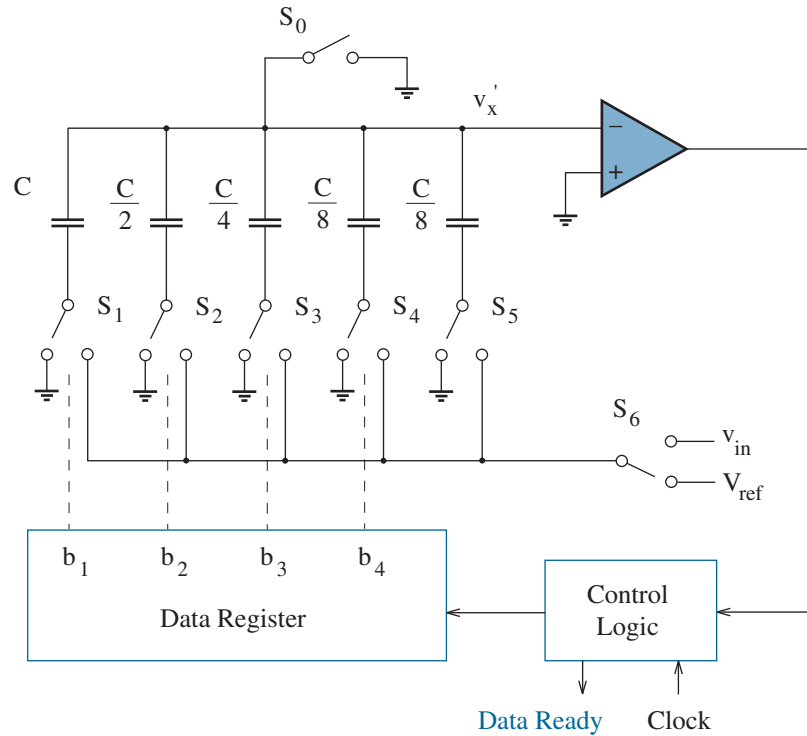 S0
vx'
−
+
C
C/2
C/4
C/8
C/8
S1
S2
S3
S4
S5
S6
vin
Vref
b1 b2 b3 b4
Data Register
Control
Logic
Data Ready
Clock